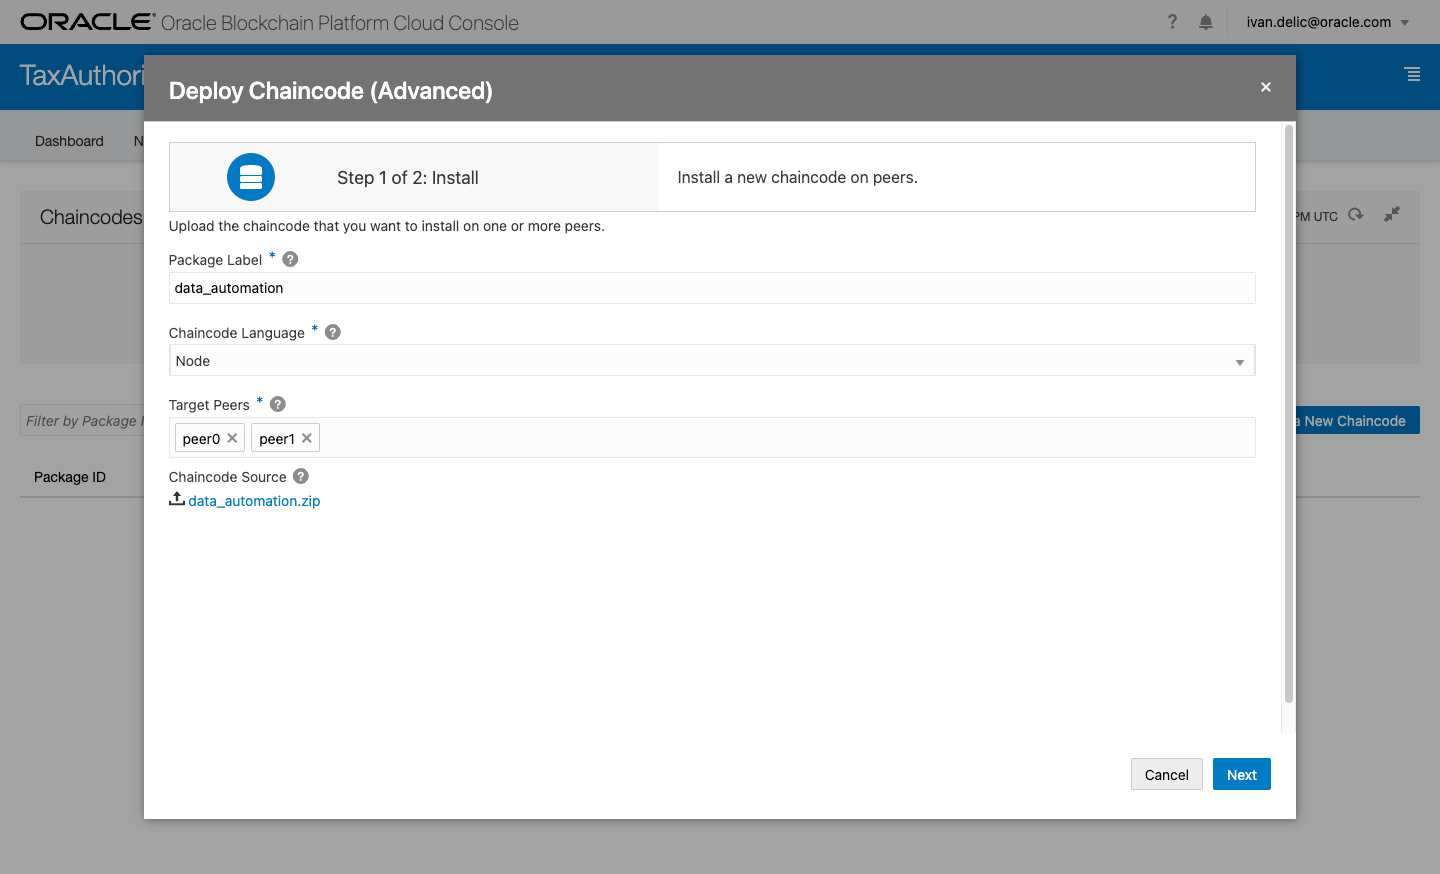 ORACLE® Oracle Blockchain Platform Cloud Console
? ivan.delic@oracle.com
TaxAuthori
Deploy Chaincode (Advanced)
Dashboard N
Step 1 of 2: Install
Install a new chaincode on peers.
Chaincodes
PM UTC
Upload the chaincode that you want to install on one or more peers.
Package Label * ?
data_automation
Chaincode Language * ?
Node
Target Peers * ?
Filter by Package
a New Chaincode
peer0 × peer1 ×
Package ID
Chaincode Source ?
data_automation.zip
Cancel Next